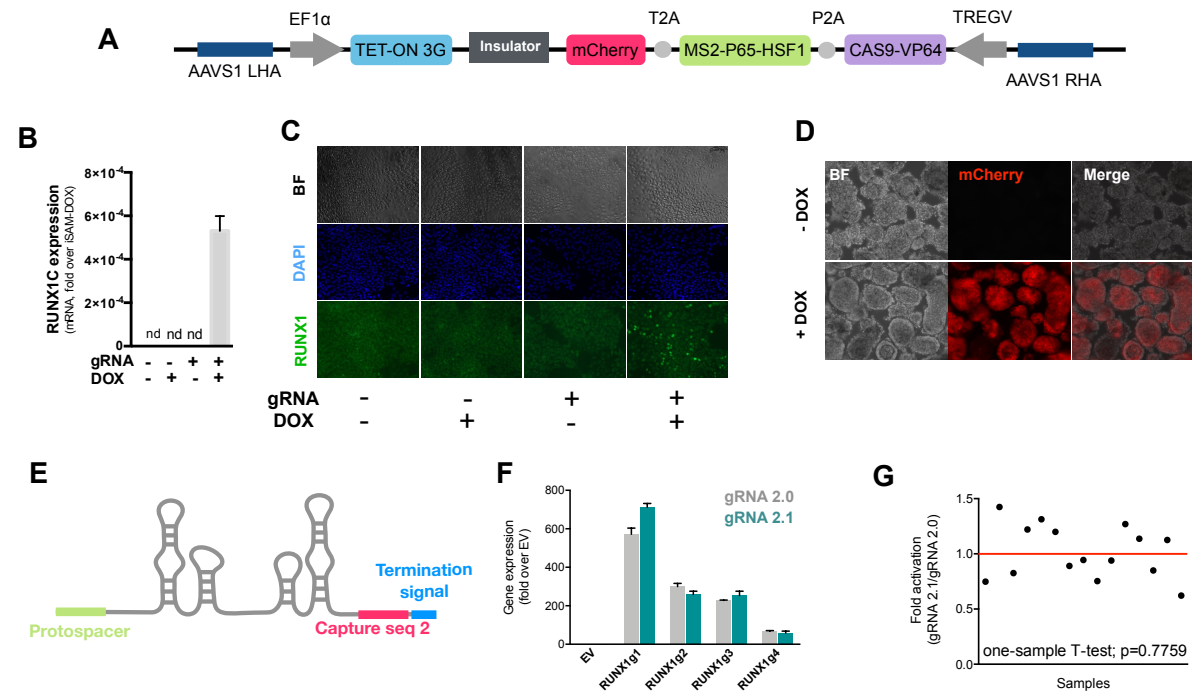 A
EF1α
TET-ON 3G
Insulator
mCherry
T2A
MS2-P65-HSF1
P2A
CAS9-VP64
TREGV
AAVS1 LHA
AAVS1 RHA
B
RUNX1C expression
(mRNA, fold over iSAM-DOX)
8×10-4
6×10-4
4×10-4
2×10-4
0
nd nd nd
gRNA - - + +
DOX - + - +
C
BF
DAPI
RUNX1
gRNA - - + +
DOX - + - +
D
BF mCherry Merge
- DOX
+ DOX
E
Protospacer
Capture seq 2
Termination
signal
F
Gene expression
(fold over EV)
800
600
400
200
0
gRNA 2.0
gRNA 2.1
EV
RUNX1g1
RUNX1g2
RUNX1g3
RUNX1g4
G
Fold activation
(gRNA 2.1/gRNA 2.0)
1.5
1.0
0.5
0.0
one-sample T-test; p=0.7759
Samples